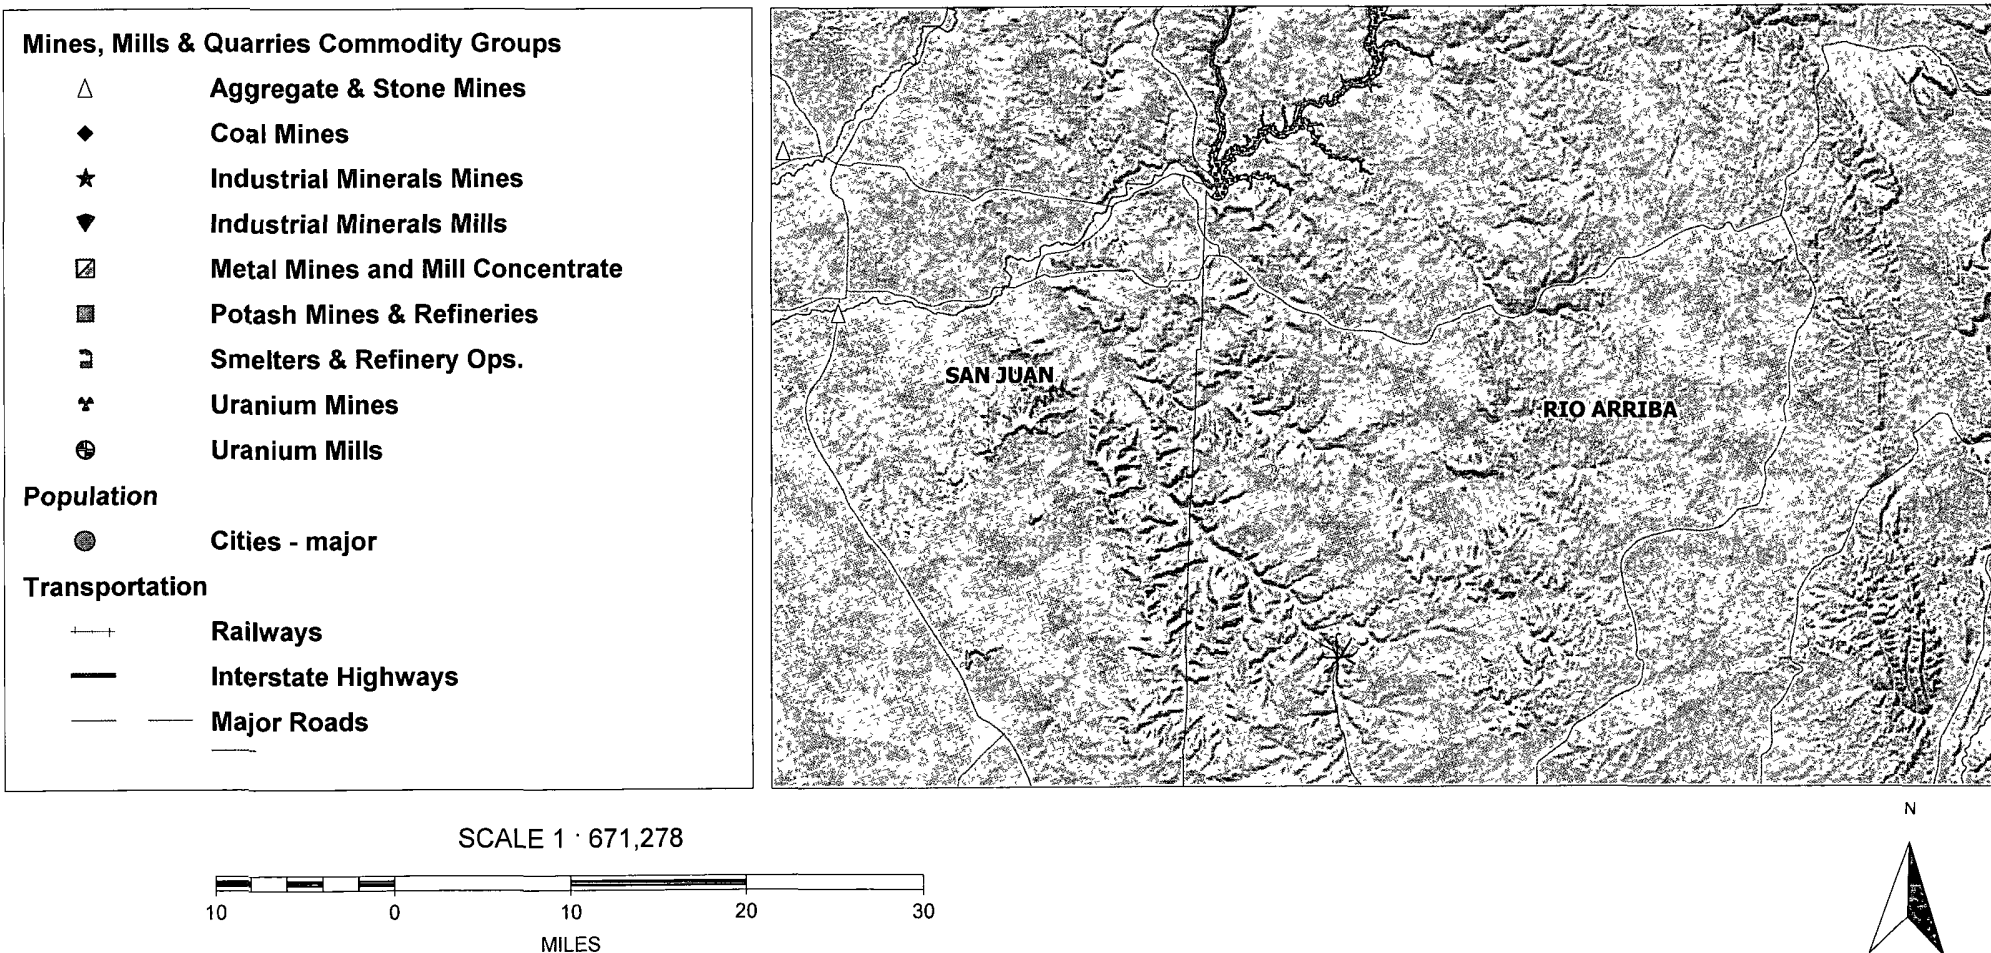 Mines, Mills & Quarries Commodity Groups
Aggregate & Stone Mines
Coal Mines
Industrial Minerals Mines
Industrial Minerals Mills
Metal Mines and Mill Concentrate
Potash Mines & Refineries
Smelters & Refinery Ops.
Uranium Mines
Uranium Mills
Population
Cities - major
Transportation
Railways
Interstate Highways
Major Roads
SAN JUAN
RIO ARRIBA
SCALE 1 : 671,278
10 0 10 20 30
MILES
N